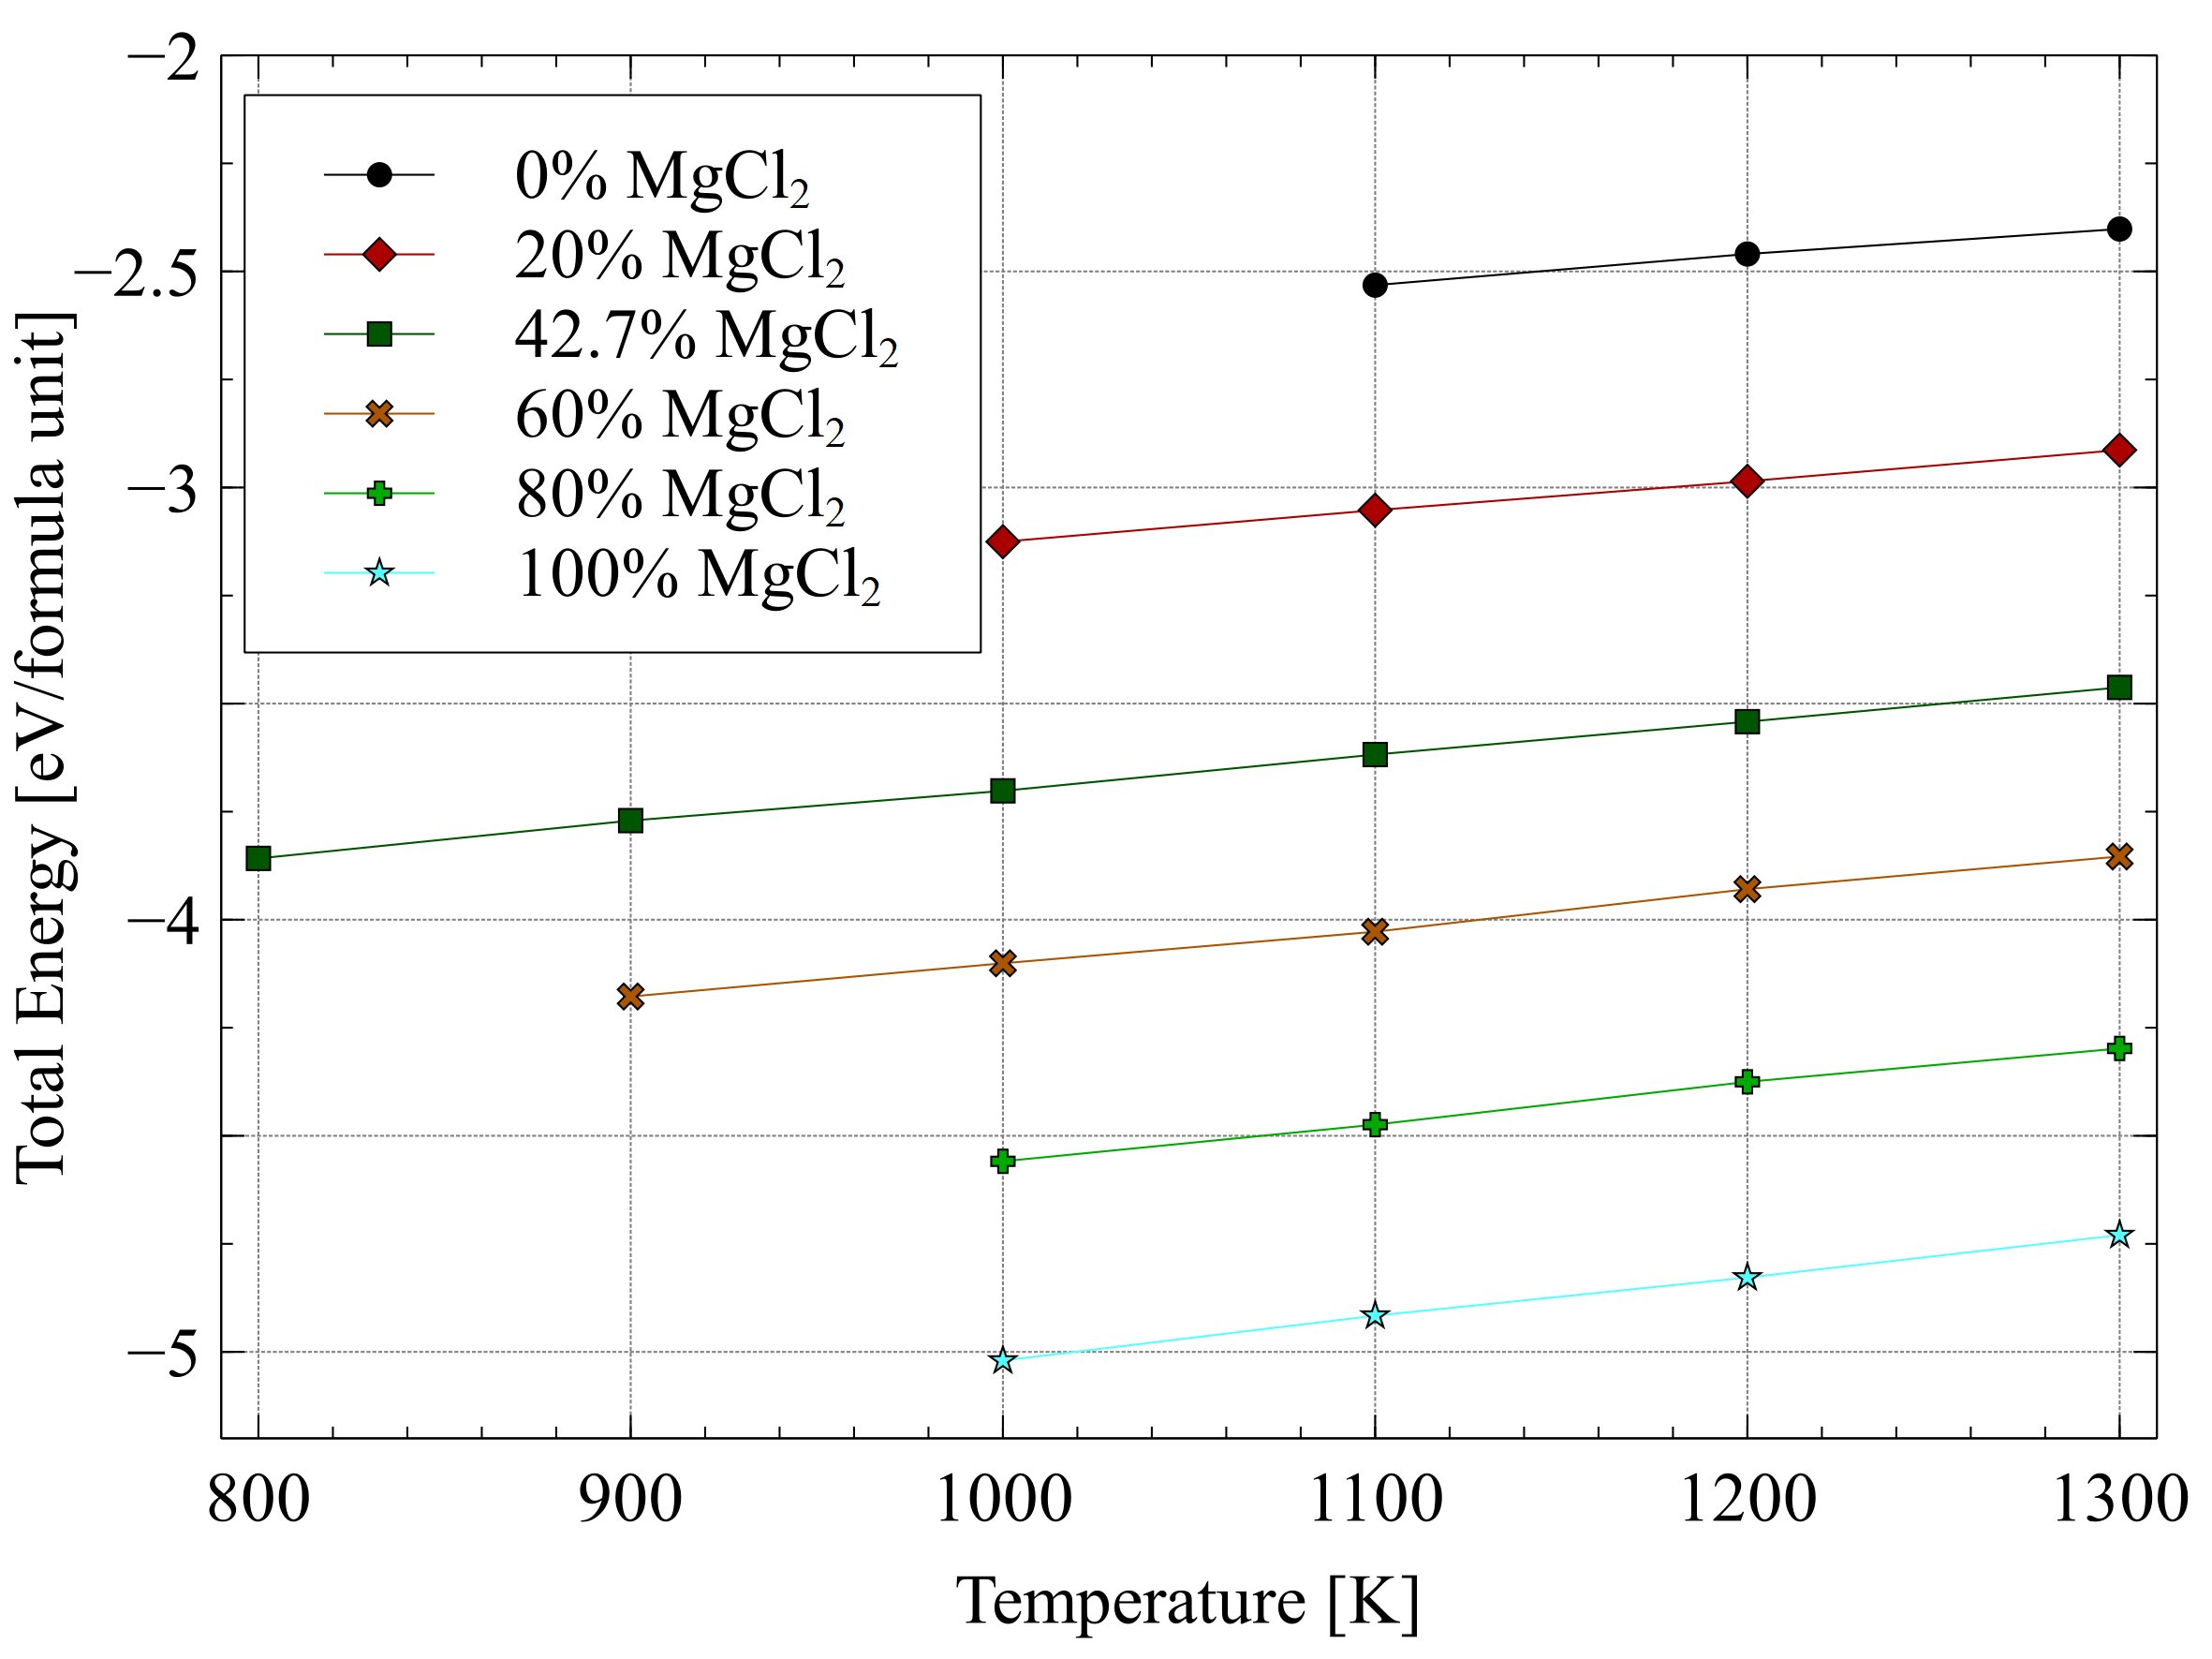 −2
−2.5
−3
−4
−5
Total Energy [eV/formula unit]
0% MgCl₂
20% MgCl₂
42.7% MgCl₂
60% MgCl₂
80% MgCl₂
100% MgCl₂
800 900 1000 1100 1200 1300
Temperature [K]